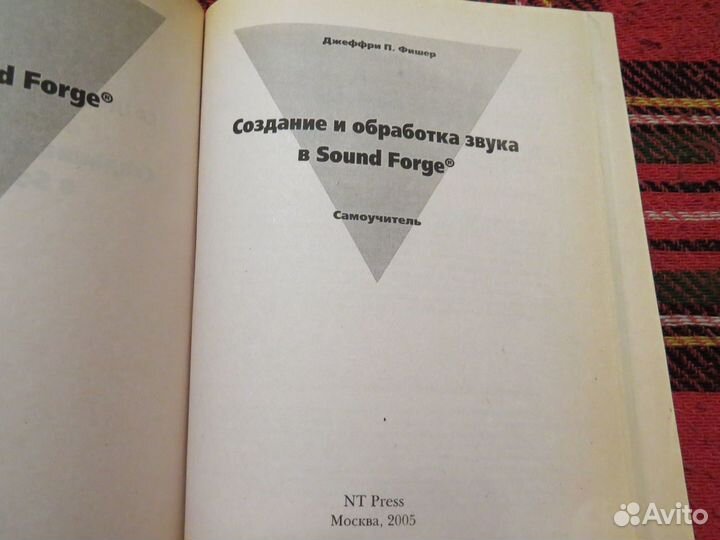 d Forge®
Джеффри П. Фишер
Создание и обработка звука
в Sound Forge®
Самоучитель
NT Press
Москва, 2005
Avito